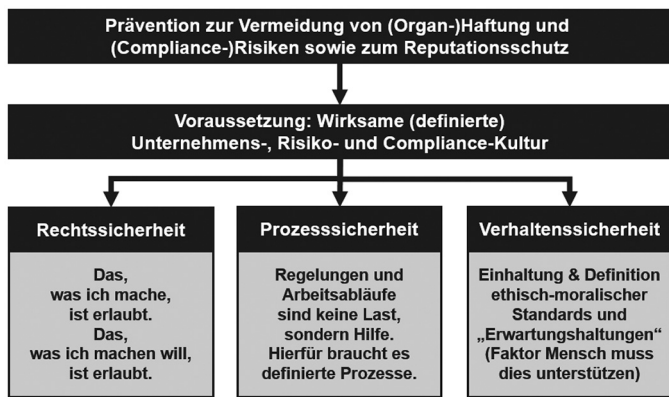 Prävention zur Vermeidung von (Organ-)Haftung und
(Compliance-)Risiken sowie zum Reputationsschutz
Voraussetzung: Wirksame (definierte)
Unternehmens-, Risiko- und Compliance-Kultur
Rechtssicherheit
Das,
was ich mache,
ist erlaubt.
Das,
was ich machen will,
ist erlaubt.
Prozesssicherheit
Regelungen und
Arbeitsabläufe
sind keine Last,
sondern Hilfe.
Hierfür braucht es
definierte Prozesse.
Verhaltenssicherheit
Einhaltung & Definition
ethisch-moralischer
Standards und
„Erwartungshaltungen“
(Faktor Mensch muss
dies unterstützen)